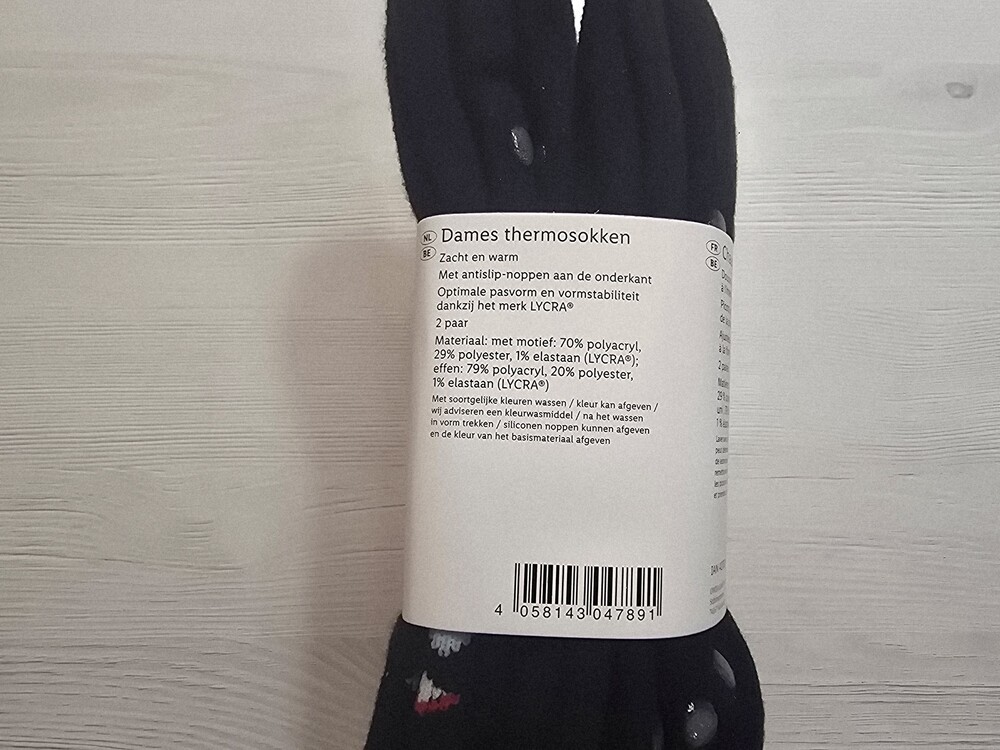 NL
BE
Dames thermosokken
Zacht en warm
Met antislip-noppen aan de onderkant
Optimale pasvorm en vormstabiliteit
dankzij het merk LYCRA®
2 paar
Materiaal: met motief: 70% polyacryl,
29% polyester, 1% elastaan (LYCRA®);
effen: 79% polyacryl, 20% polyester,
1% elastaan (LYCRA®)
Met soortgelijke kleuren wassen / kleur kan afgeven /
wij adviseren een kleurwasmiddel / na het wassen
in vorm trekken / siliconen noppen kunnen afgeven
en de kleur van het basismateriaal afgeven
4 058143 047891
FR
BE